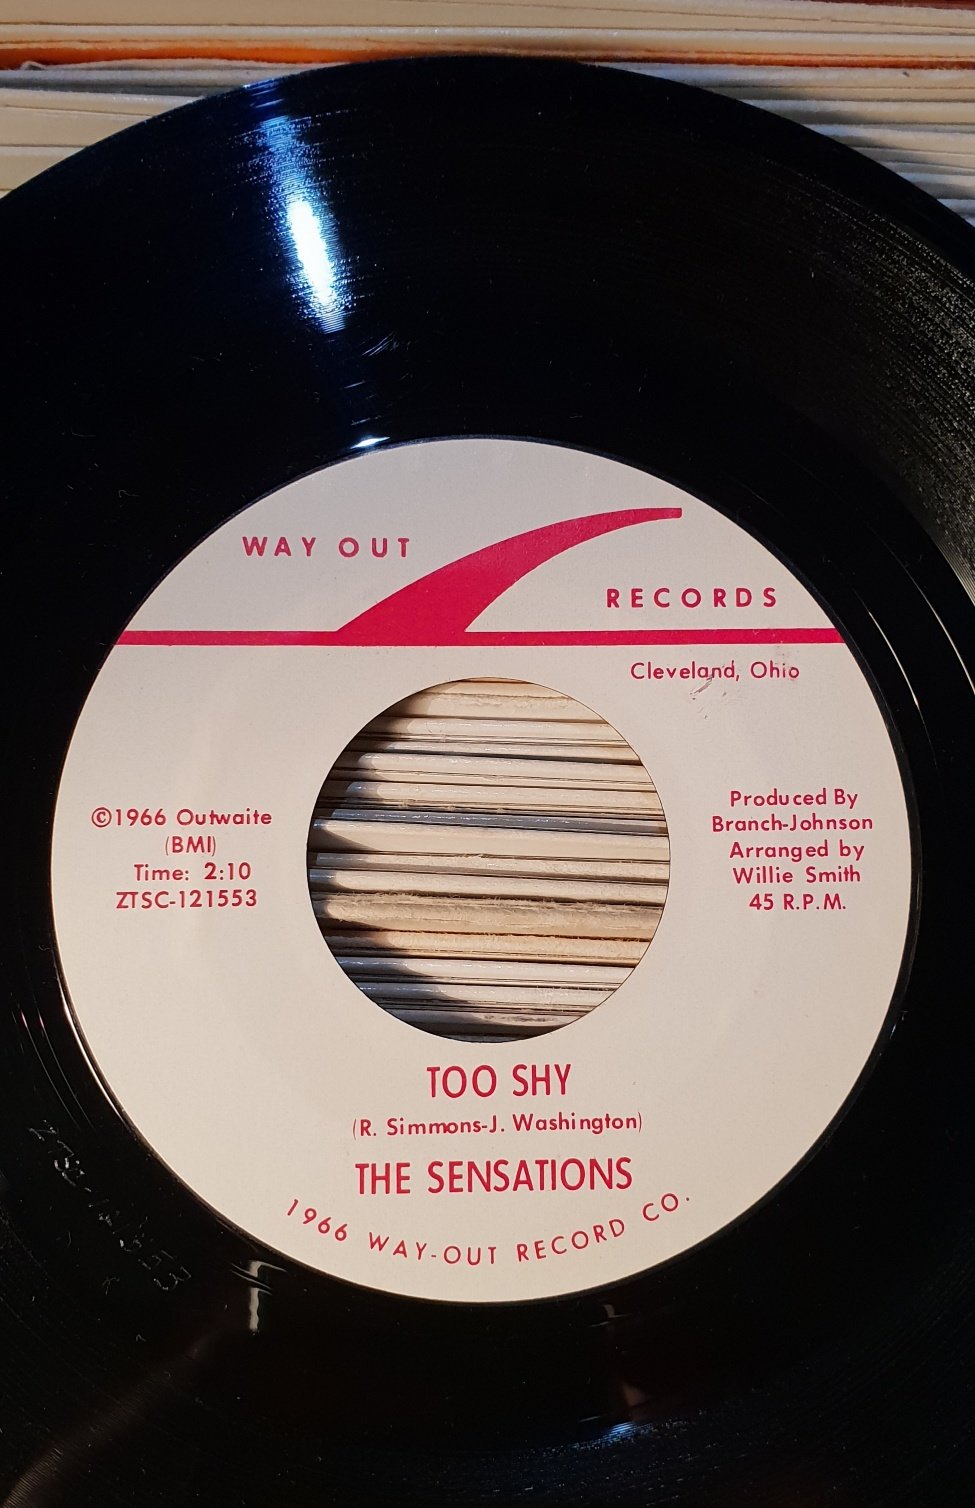 WAY OUT
RECORDS
Cleveland, Ohio
©1966 Outwaite
(BMI)
Time: 2:10
ZTSC-121553
Produced By
Branch-Johnson
Arranged by
Willie Smith
45 R.P.M.
TOO SHY
(R. Simmons-J. Washington)
THE SENSATIONS
1966 WAY-OUT RECORD CO.